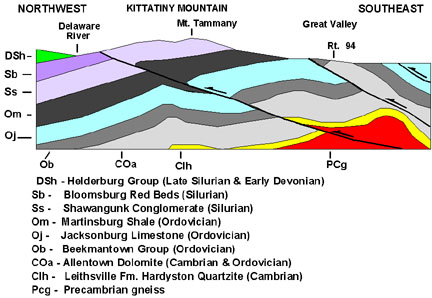 NORTHWEST KITTATINY MOUNTAIN SOUTHEAST
Delaware River
Mt. Tammany
Great Valley
Rt. 94
DSh
Sb
Ss
Om
Oj
Ob COa Clh PCg
DSh - Helderburg Group (Late Silurian & Early Devonian)
Sb - Bloomsburg Red Beds (Silurian)
Ss - Shawangunk Conglomerate (Silurian)
Om - Martinsburg Shale (Ordovician)
Oj - Jacksonburg Limestone (Ordovician)
Ob - Beekmantown Group (Ordovician)
COa - Allentown Dolomite (Cambrian & Ordovician)
Clh - Leithsville Fm. Hardyston Quartzite (Cambrian)
Pcg - Precambrian gneiss